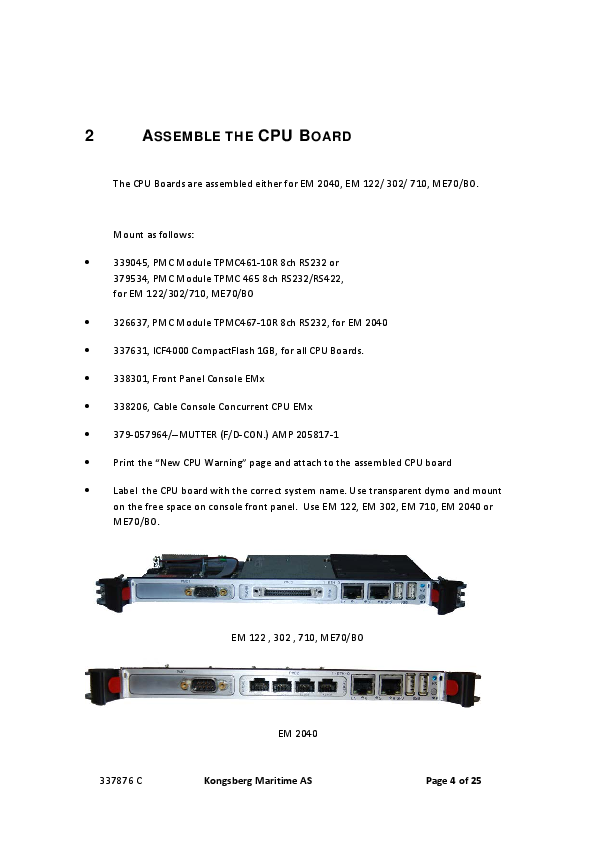 2 ASSEMBLE THE CPU BOARD
The CPU Boards are assembled either for EM 2040, EM 122/ 302/ 710, ME70/BO.
Mount as follows:
• 339045, PMC Module TPMC461-10R 8ch RS232 or
379534, PMC Module TPMC 465 8ch RS232/RS422,
for EM 122/302/710, ME70/BO
• 326637, PMC Module TPMC467-10R 8ch RS232, for EM 2040
• 337631, ICF4000 CompactFlash 1GB, for all CPU Boards.
• 338301, Front Panel Console EMx
• 338206, Cable Console Concurrent CPU EMx
• 379-057964/--MUTTER (F/D-CON.) AMP 205817-1
• Print the “New CPU Warning” page and attach to the assembled CPU board
• Label the CPU board with the correct system name. Use transparent dymo and mount
on the free space on console front panel. Use EM 122, EM 302, EM 710, EM 2040 or
ME70/BO.
EM 122 , 302 , 710, ME70/BO
EM 2040
337876 C Kongsberg Maritime AS Page 4 of 25